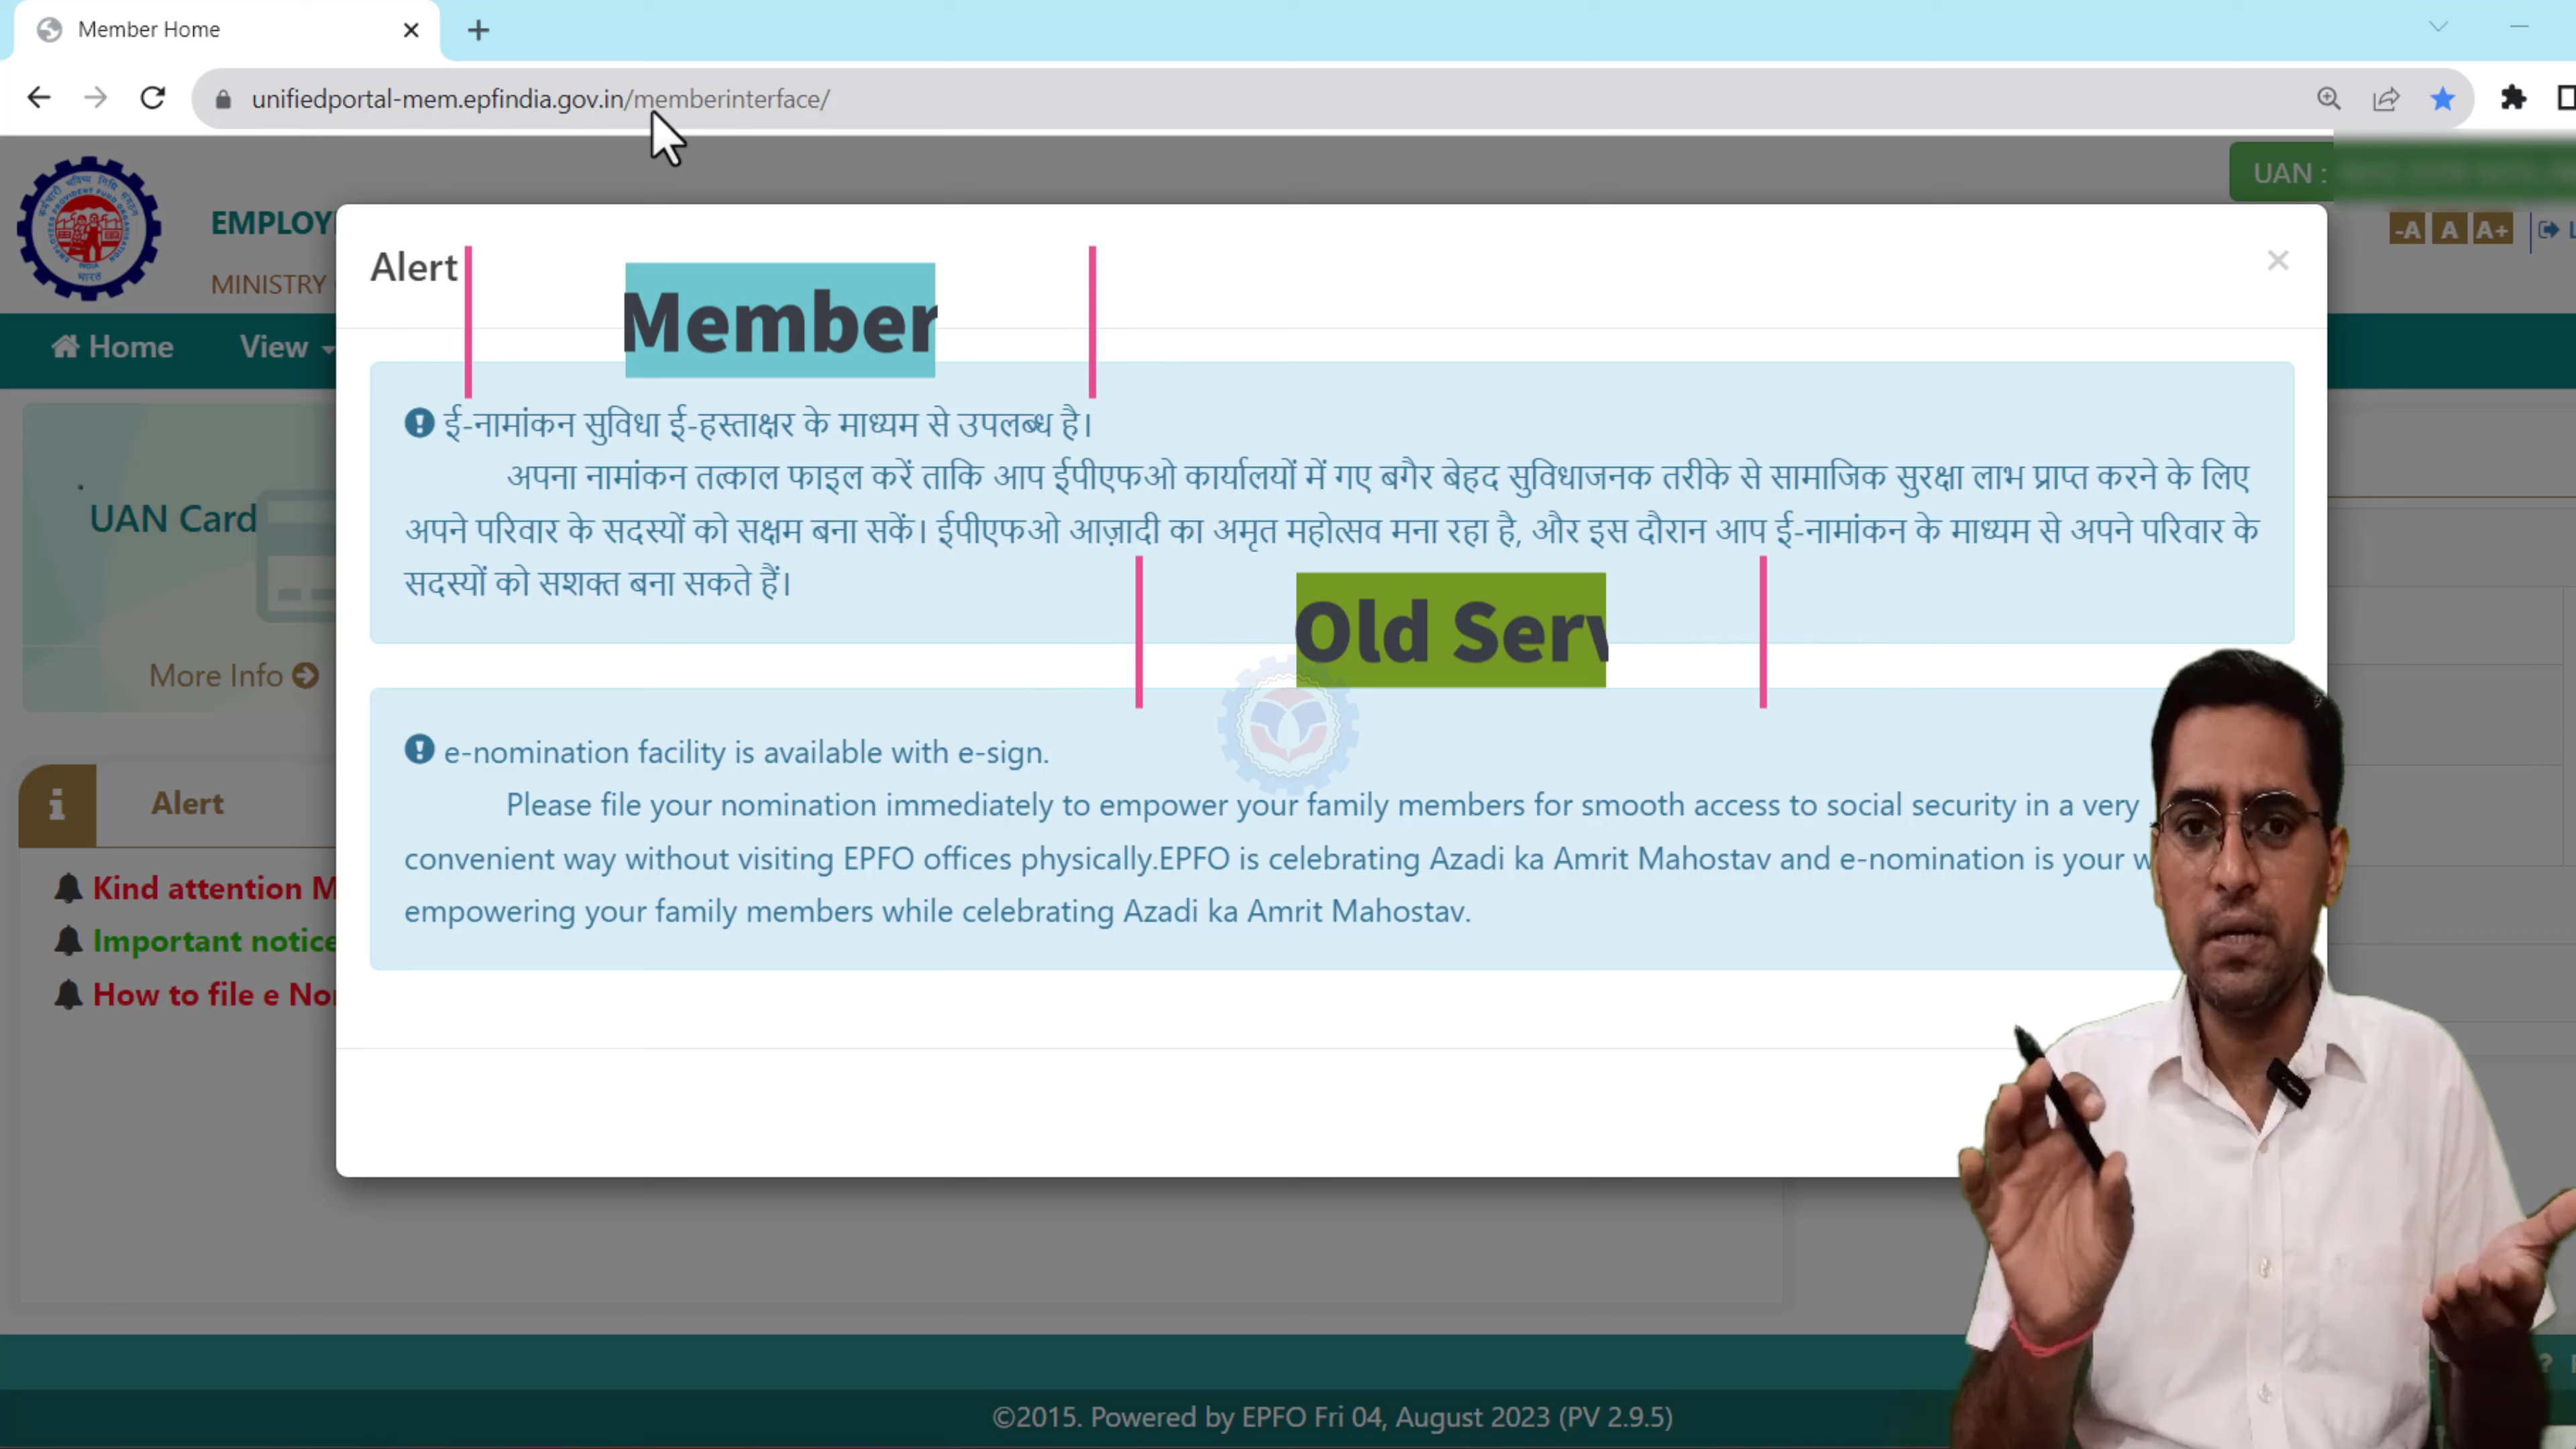 Member Home
unifiedportal-mem.epfindia.gov.in/memberinterface/
UAN :
-A A A+
MINISTRY
Home View
Alert
Member
ई-नामांकन सुविधा ई-हस्ताक्षर के माध्यम से उपलब्ध है।
अपना नामांकन तत्काल फाइल करें ताकि आप ईपीएफओ कार्यालयों में गए बगैर बेहद सुविधाजनक तरीके से सामाजिक सुरक्षा लाभ प्राप्त करने के लिए
अपने परिवार के सदस्यों को सक्षम बना सकें। ईपीएफओ आज़ादी का अमृत महोत्सव मना रहा है, और इस दौरान आप ई-नामांकन के माध्यम से अपने परिवार के
सदस्यों को सशक्त बना सकते हैं।
Old Serv
e-nomination facility is available with e-sign.
Please file your nomination immediately to empower your family members for smooth access to social security in a very
convenient way without visiting EPFO offices physically.EPFO is celebrating Azadi ka Amrit Mahostav and e-nomination is your w
empowering your family members while celebrating Azadi ka Amrit Mahostav.
UAN Card
More Info
Alert
Kind attention M
Important notice
How to file e No
©2015. Powered by EPFO Fri 04, August 2023 (PV 2.9.5)